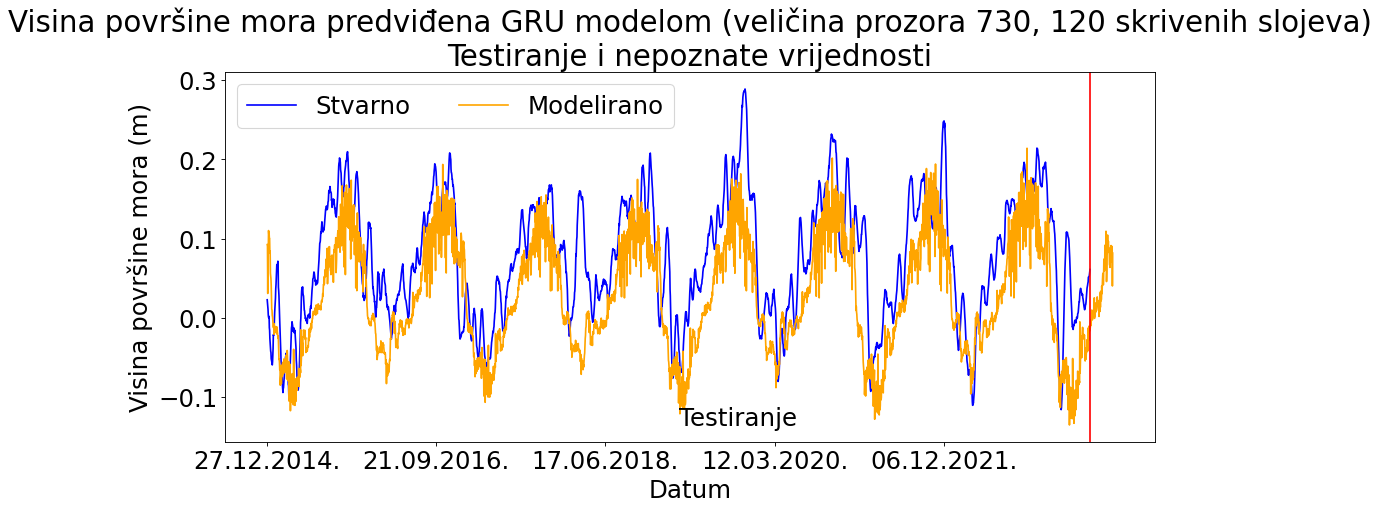 Visina površine mora predviđena GRU modelom (veličina prozora 730, 120 skrivenih slojeva)
Testiranje i nepoznate vrijednosti
Stvarno
Modelirano
Visina površine mora (m)
0.3
0.2
0.1
0.0
−0.1
Testiranje
27.12.2014.
21.09.2016.
17.06.2018.
12.03.2020.
06.12.2021.
Datum